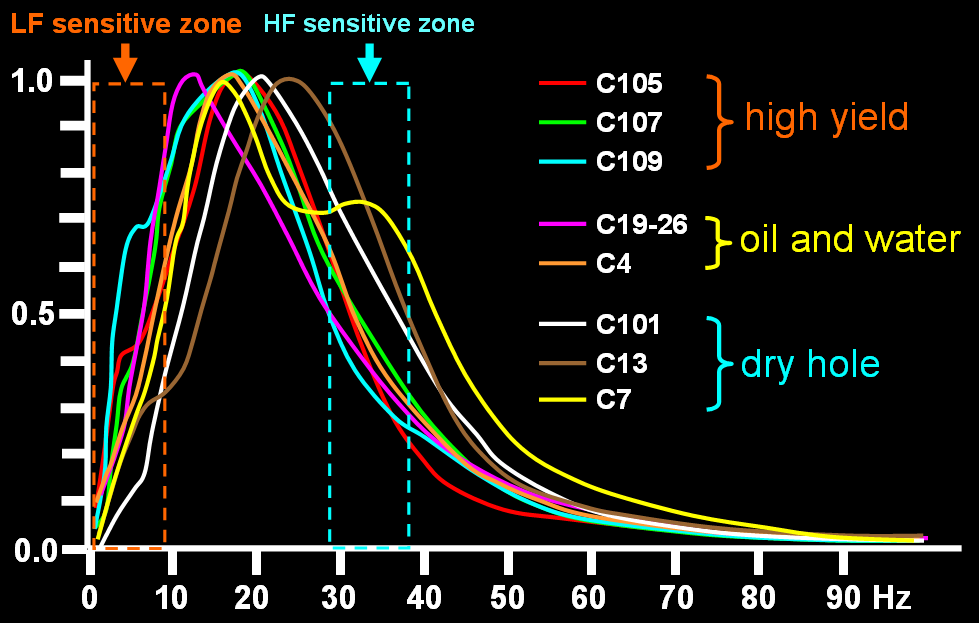 LF sensitive zone
HF sensitive zone
1.0
0.5
0.0
C105
C107
C109
high yield
C19-26
C4
oil and water
C101
C13
C7
dry hole
0 10 20 30 40 50 60 70 80 90 Hz